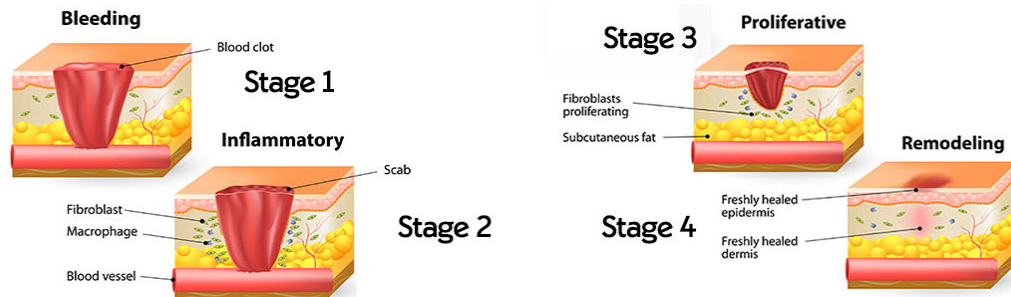 Bleeding
Blood clot
Stage 1
Inflammatory
Scab
Fibroblast
Macrophage
Stage 2
Blood vessel
Stage 3
Proliferative
Fibroblasts
proliferating
Subcutaneous fat
Remodeling
Freshly healed
epidermis
Stage 4
Freshly healed
dermis